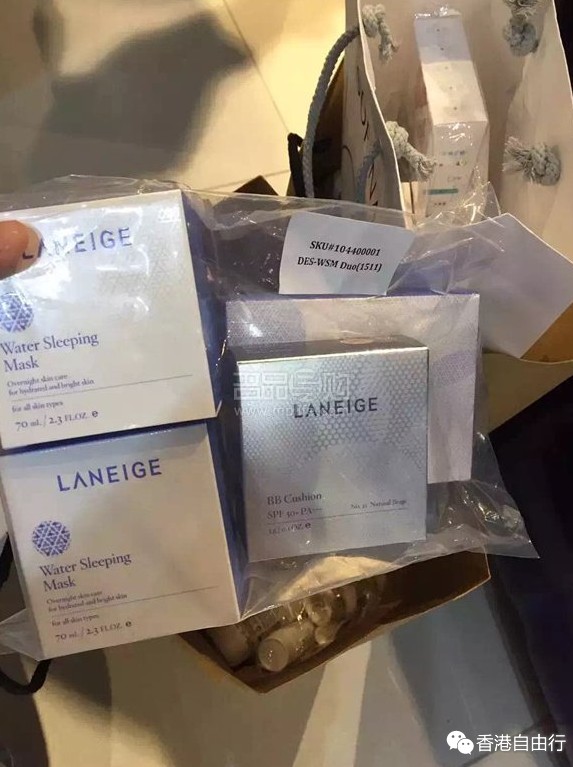 SKU#104400001
DES-WSM Duo(1511)
LANEIGE
Water Sleeping
Mask
Overnight skin care
for hydrated and bright skin
for all skin types
70 ml. / 2.3 FL.OZ. e
LANEIGE
BB Cushion
SPF 50+ PA+++
No. 21 Natural Beige
LANEIGE
Water Sleeping
Mask
Overnight skin care
for hydrated and bright skin
for all skin types
70 ml. / 2.3 FL.OZ. e
香港自由行